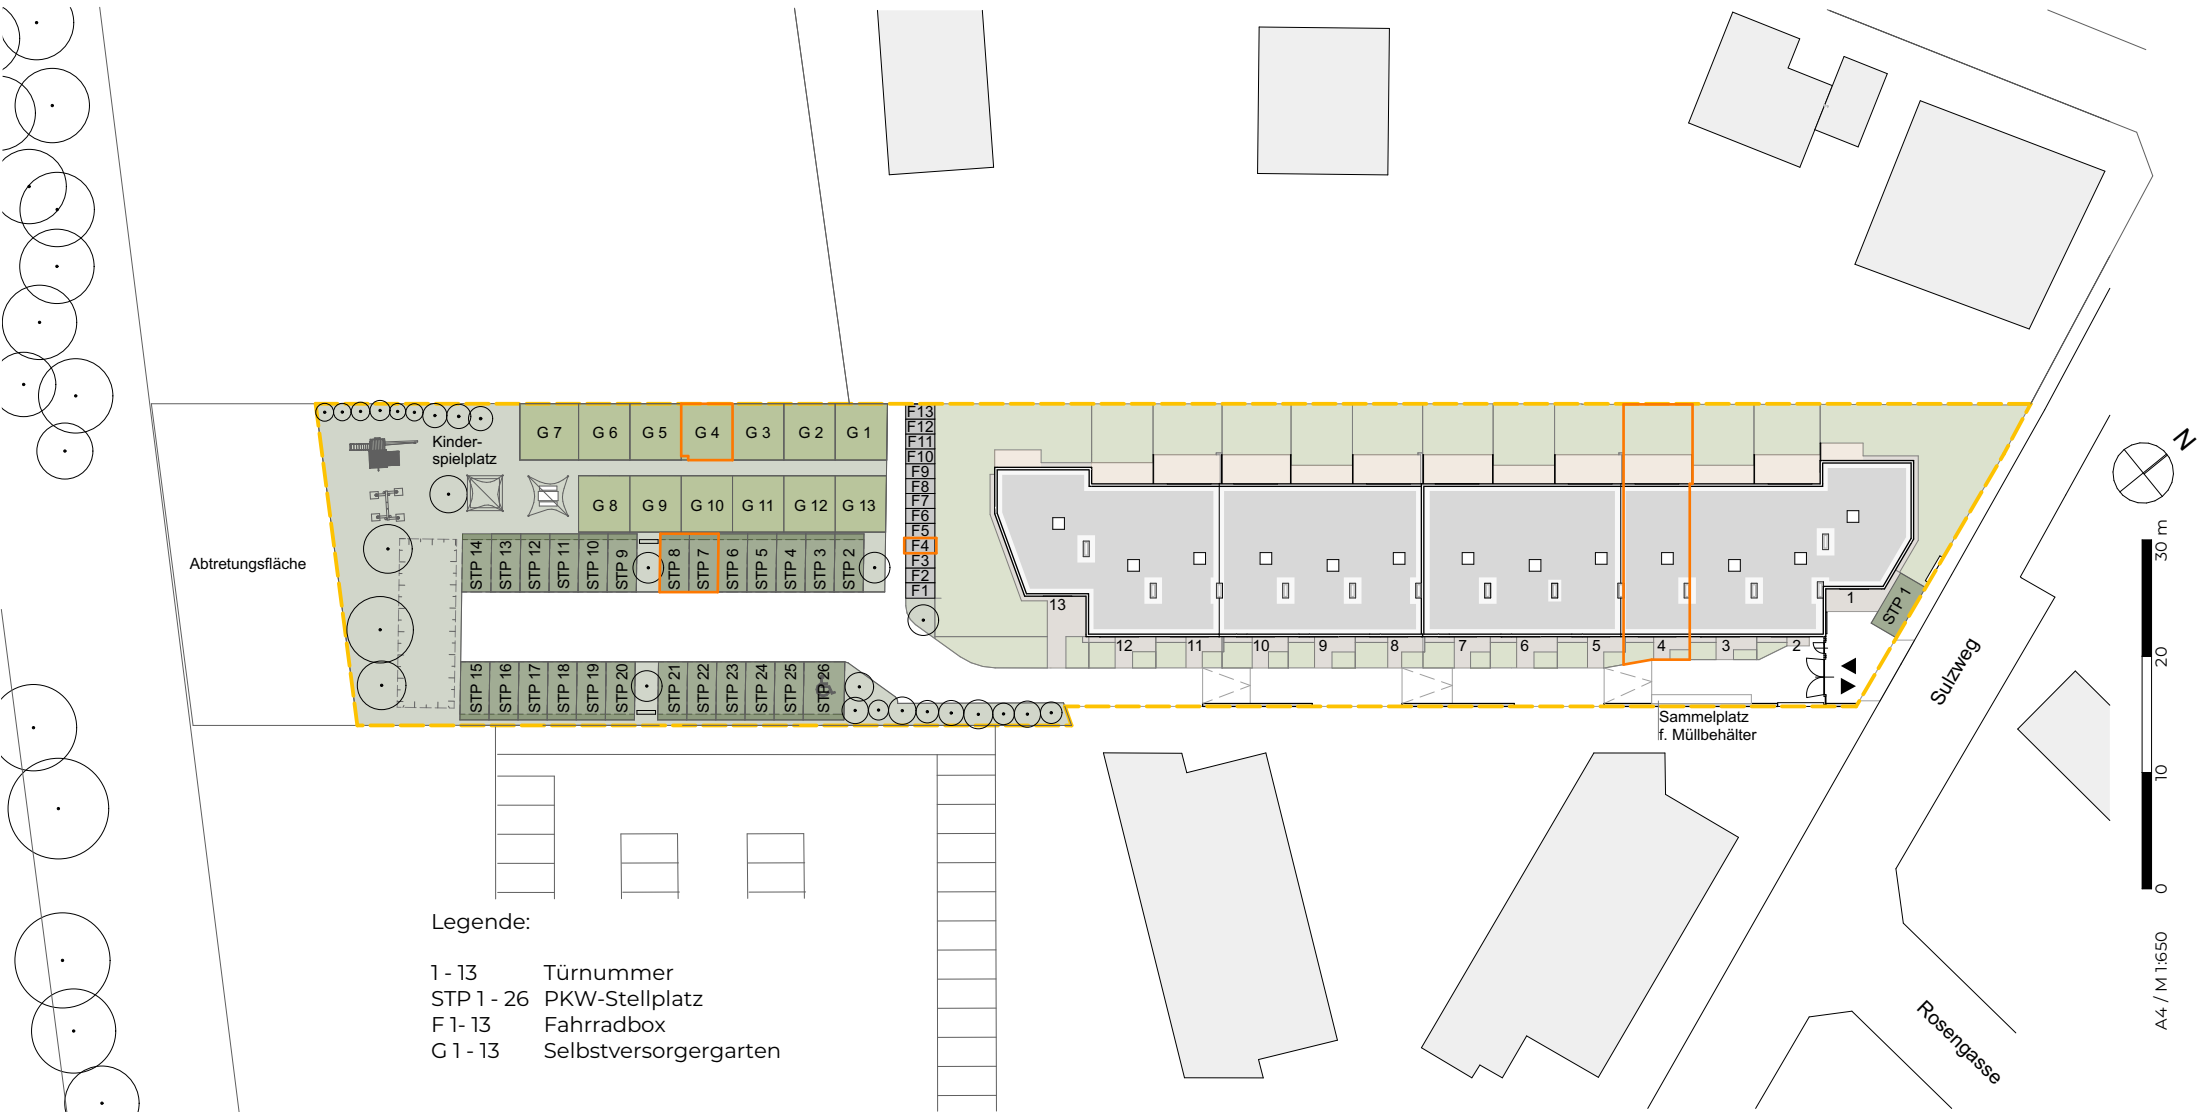 N
Kinder-
spielplatz
G 7
G 6
G 5
G 4
G 3
G 2
G 1
G 8
G 9
G 10
G 11
G 12
G 13
F13
F12
F11
F10
F9
F8
F7
F6
F5
F4
F3
F2
F1
Abtretungsfläche
STP 14
STP 13
STP 12
STP 11
STP 10
STP 9
STP 8
STP 7
STP 6
STP 5
STP 4
STP 3
STP 2
STP 15
STP 16
STP 17
STP 18
STP 19
STP 20
STP 21
STP 22
STP 23
STP 24
STP 25
STP 26
13
12
11
10
9
8
7
6
5
4
3
2
1
STP 1
Sammelplatz
f. Müllbehälter
Sulzweg
Rosengasse
30 m
20
10
0
A4 / M 1:650
Legende:
1 - 13 Türnummer
STP 1 - 26 PKW-Stellplatz
F 1- 13 Fahrradbox
G 1 - 13 Selbstversorgergarten